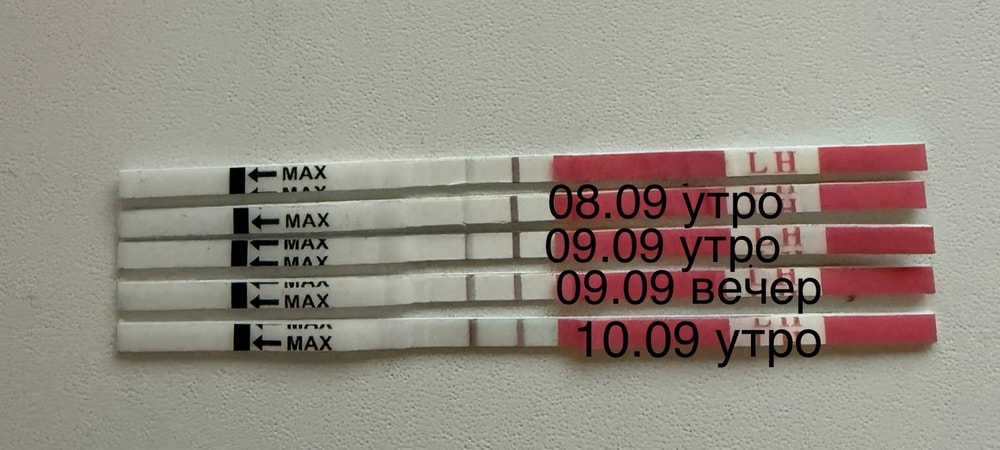 MAX LH
MAX 08.09 утро
MAX 09.09 утро
MAX 09.09 вечер
MAX 10.09 утро